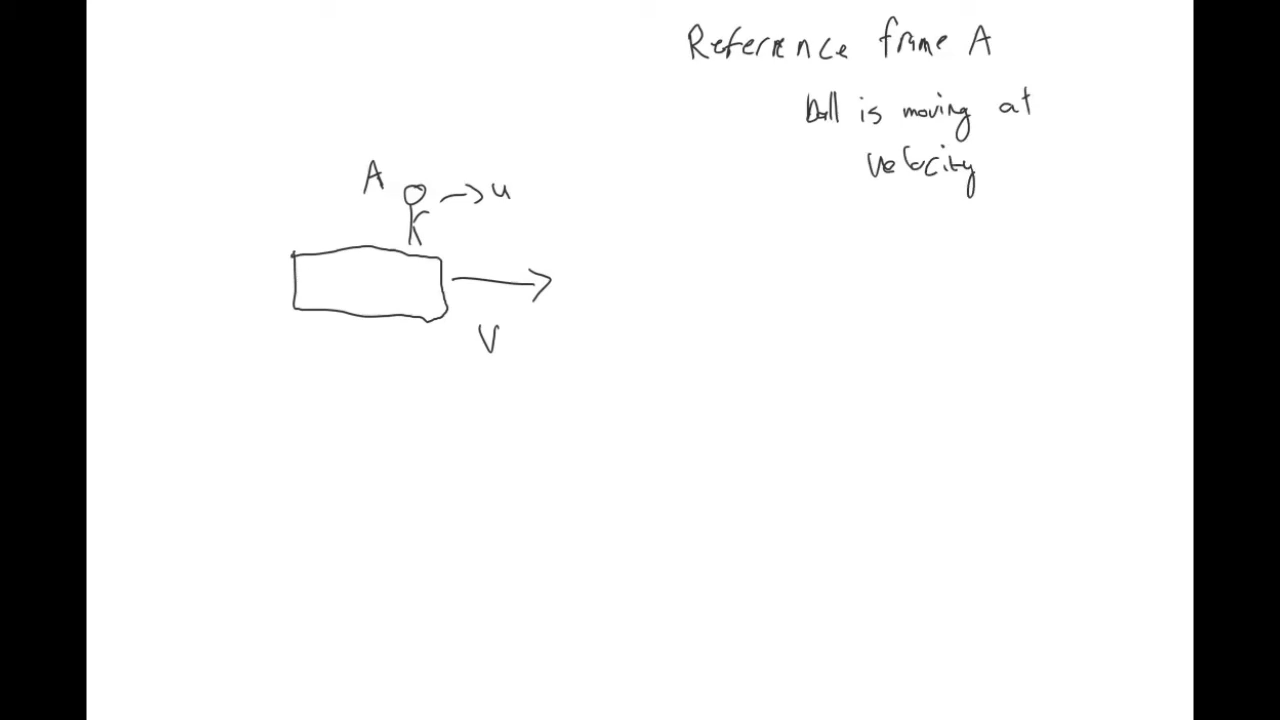 Reference frame A
ball is moving at
velocity
A
u
V